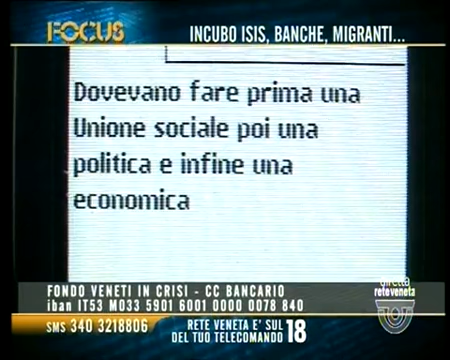 FOCUS
INCUBO ISIS, BANCHE, MIGRANTI...
Dovevano fare prima una
Unione sociale poi una
politica e infine una
economica
FONDO VENETI IN CRISI - CC BANCARIO
iban IT53 M033 5901 6001 0000 0078 840
diretta
reteveneta
SMS 340 3218806
RETE VENETA E' SUL
DEL TUO TELECOMANDO 18